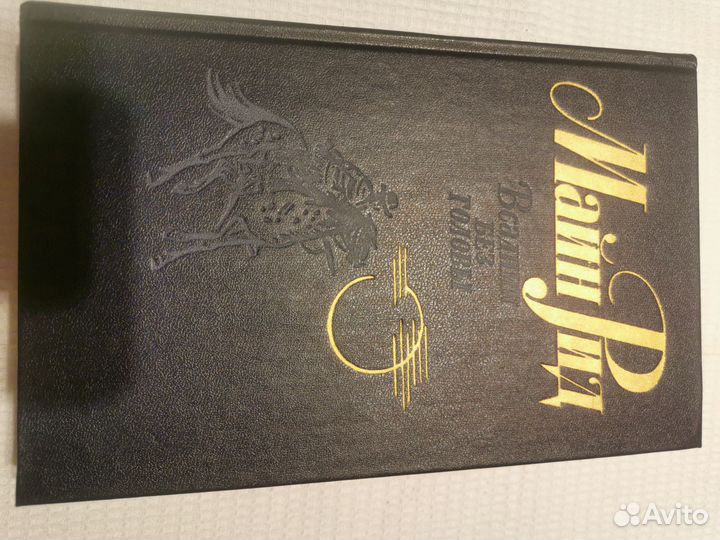 Майн Рид
Всадник
без
головы
Avito